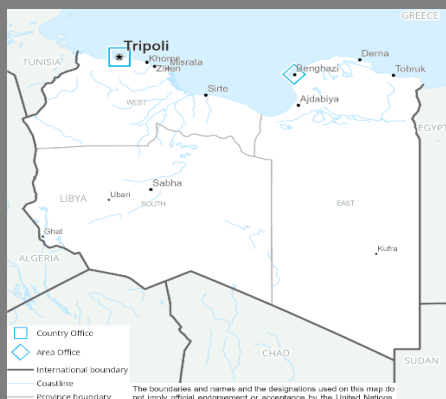 GREECE
Tripoli
Derna
TUNISIA
Khoms
Misrata
Zliten
Benghazi
Tobruk
Sirte
Ajdabiya
WEST
EGYPT
Sabha
Ubari
LIBYA
SOUTH
EAST
Ghat
Kufra
ALGERIA
Country Office
Area Office
CHAD
SUDAN
International boundary
Coastline
Province boundary
The boundaries and names and the designations used on this map do
not imply official endorsement or acceptance by the United Nations.